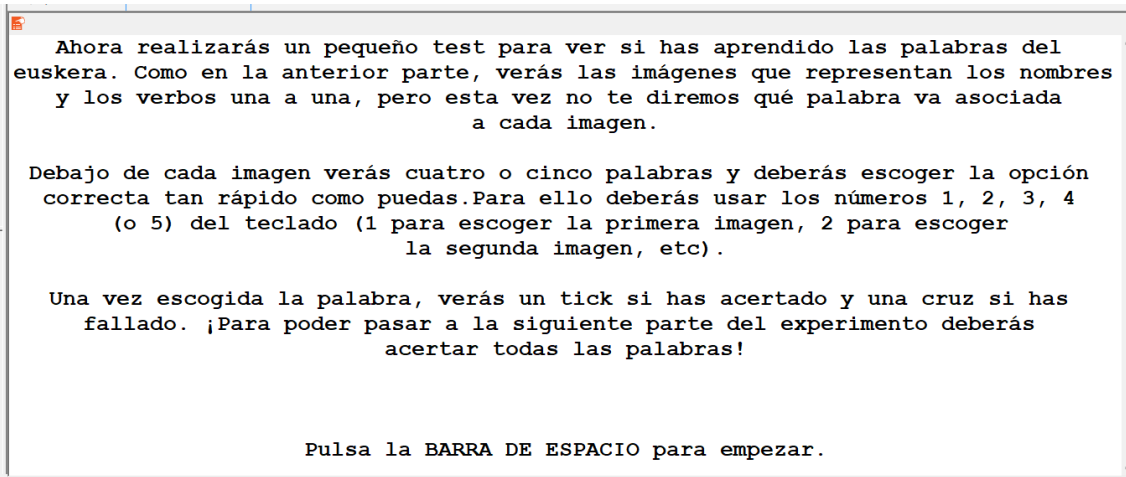 Ahora realizarás un pequeño test para ver si has aprendido las palabras del
euskera. Como en la anterior parte, verás las imágenes que representan los nombres
y los verbos una a una, pero esta vez no te diremos qué palabra va asociada
a cada imagen.
Debajo de cada imagen verás cuatro o cinco palabras y deberás escoger la opción
correcta tan rápido como puedas.Para ello deberás usar los números 1, 2, 3, 4
(o 5) del teclado (1 para escoger la primera imagen, 2 para escoger
la segunda imagen, etc).
Una vez escogida la palabra, verás un tick si has acertado y una cruz si has
fallado. ¡Para poder pasar a la siguiente parte del experimento deberás
acertar todas las palabras!
Pulsa la BARRA DE ESPACIO para empezar.